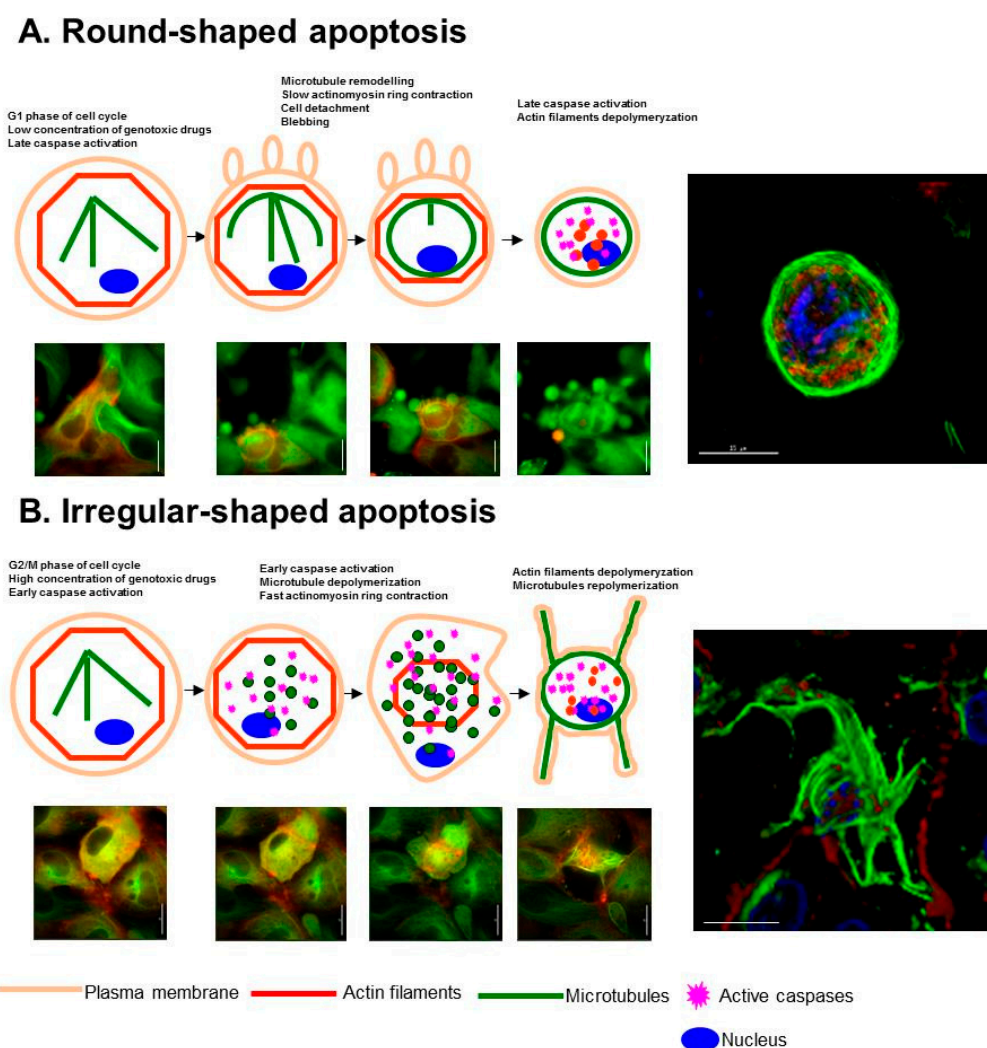 A. Round-shaped apoptosis
Microtubule remodelling
Slow actinomyosin ring contraction
Cell detachment
Blebbing
G1 phase of cell cycle
Low concentration of genotoxic drugs
Late caspase activation
Late caspase activation
Actin filaments depolymeryzation
B. Irregular-shaped apoptosis
G2/M phase of cell cycle
High concentration of genotoxic drugs
Early caspase activation
Early caspase activation
Microtubule depolymerization
Fast actinomyosin ring contraction
Actin filaments depolymeryzation
Microtubules repolymerization
Plasma membrane
Actin filaments
Microtubules
Active caspases
Nucleus